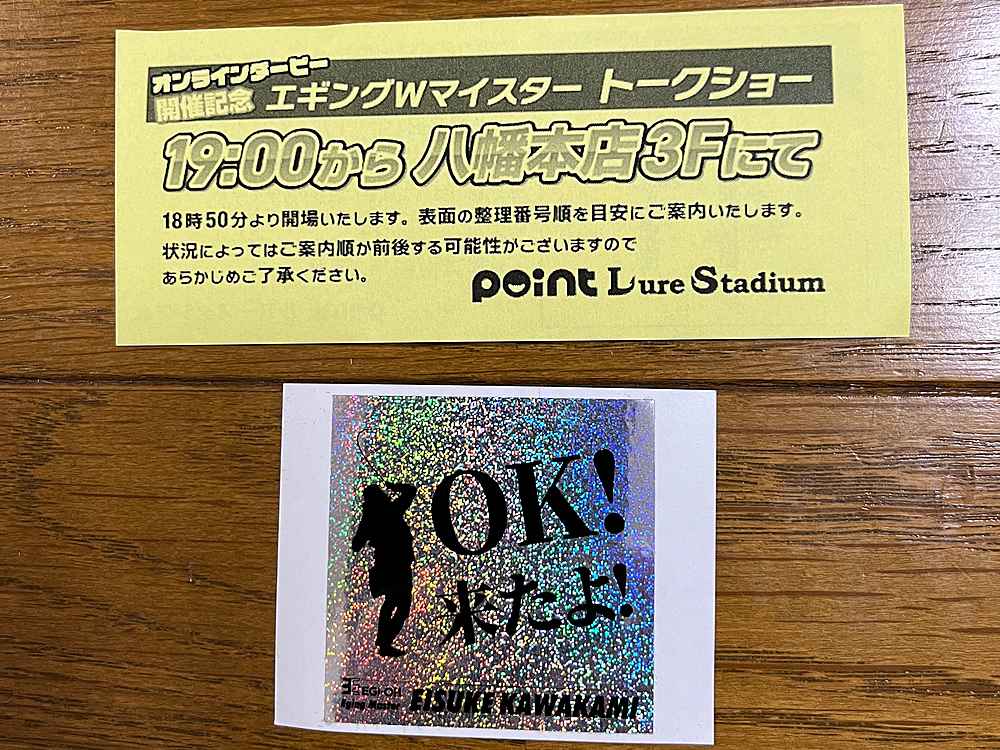 オンラインダービー
開催記念 エギングWマイスター トークショー
19:00から 八幡本店3Fにて
18時50分より開場いたします。表面の整理番号順を目安にご案内いたします。
状況によってはご案内順が前後する可能性がございますので
あらかじめご了承ください。
point Lure Stadium
OK!
来たよ!
EGI-OH
Eging Master EISUKE KAWAKAMI